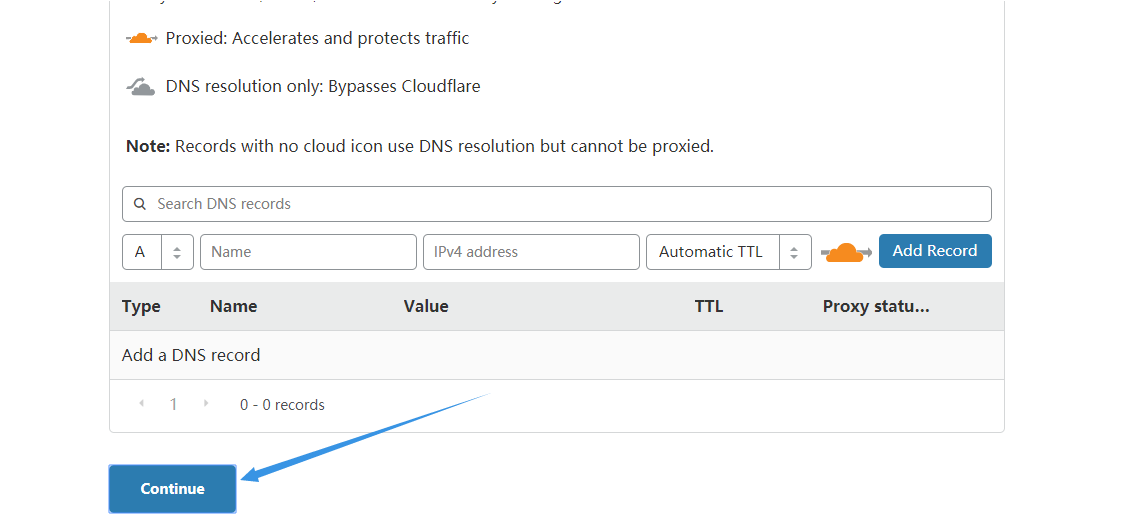 Proxied: Accelerates and protects traffic
DNS resolution only: Bypasses Cloudflare
Note: Records with no cloud icon use DNS resolution but cannot be proxied.
Search DNS records
A Name IPv4 address Automatic TTL Add Record
Type Name Value TTL Proxy statu...
Add a DNS record
1 0 - 0 records
Continue